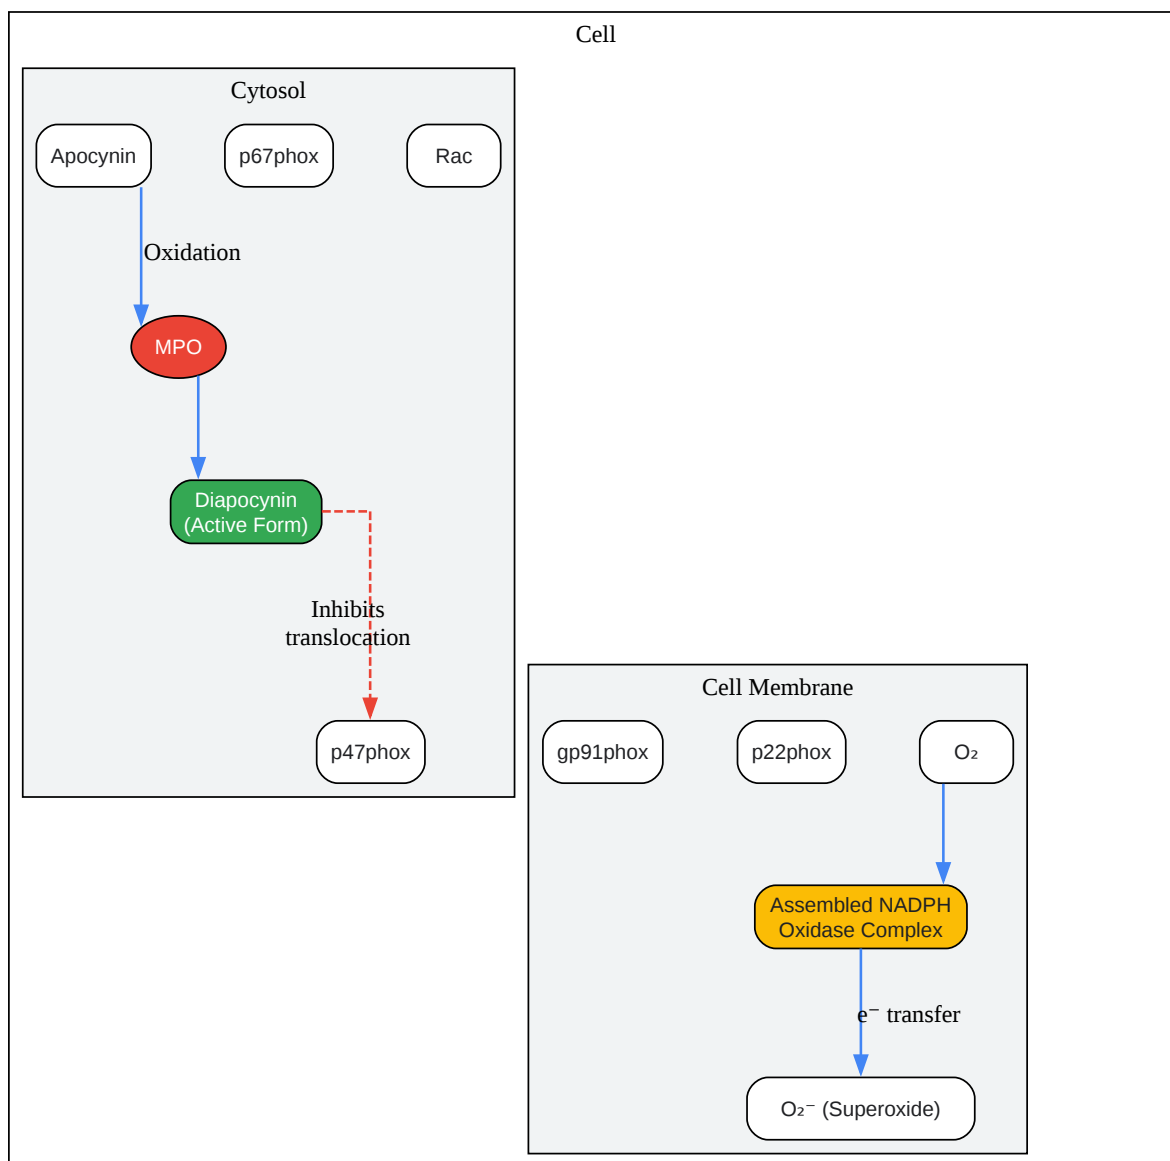 Cell
Cytosol
Apocynin
p67phox
Rac
Oxidation
MPO
Diapocynin
(Active Form)
Inhibits
translocation
p47phox
Cell Membrane
gp91phox
p22phox
O₂
Assembled NADPH
Oxidase Complex
e⁻ transfer
O₂⁻ (Superoxide)